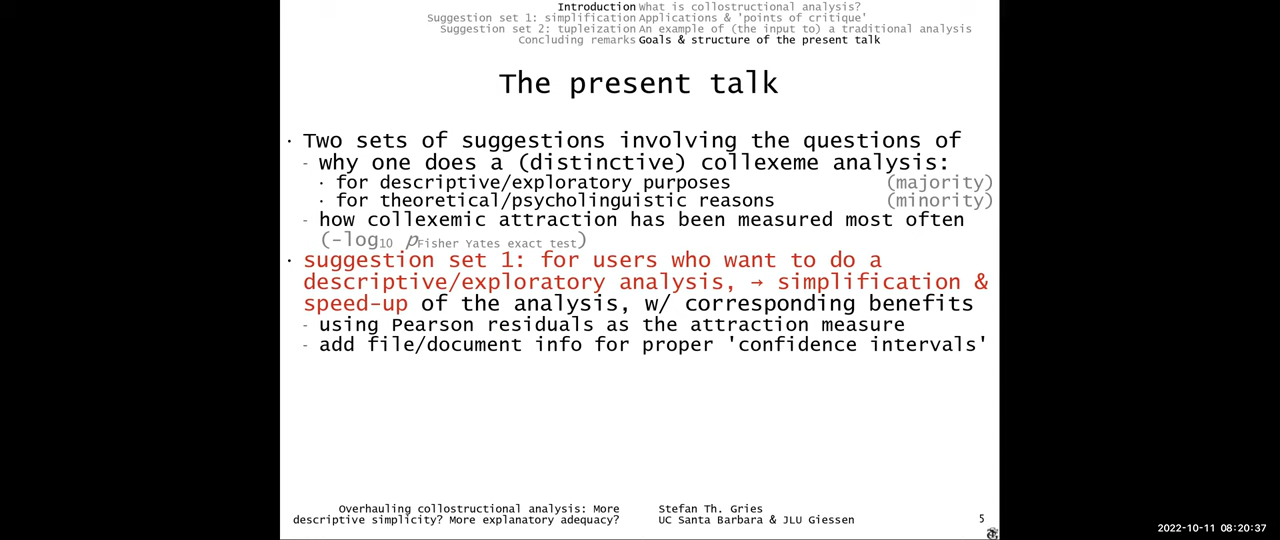 Introduction What is collostructional analysis?
Suggestion set 1: simplification Applications & 'points of critique'
Suggestion set 2: tupleization An example of (the input to) a traditional analysis
Concluding remarks Goals & structure of the present talk
The present talk
· Two sets of suggestions involving the questions of
- why one does a (distinctive) collexeme analysis:
· for descriptive/exploratory purposes (majority)
· for theoretical/psycholinguistic reasons (minority)
- how collexemic attraction has been measured most often
(-log10 pFisher Yates exact test)
· suggestion set 1: for users who want to do a
descriptive/exploratory analysis, → simplification &
speed-up of the analysis, w/ corresponding benefits
- using Pearson residuals as the attraction measure
- add file/document info for proper 'confidence intervals'
Overhauling collostructional analysis: More
descriptive simplicity? More explanatory adequacy?
Stefan Th. Gries
UC Santa Barbara & JLU Giessen
5
2022-10-11 08:20:37